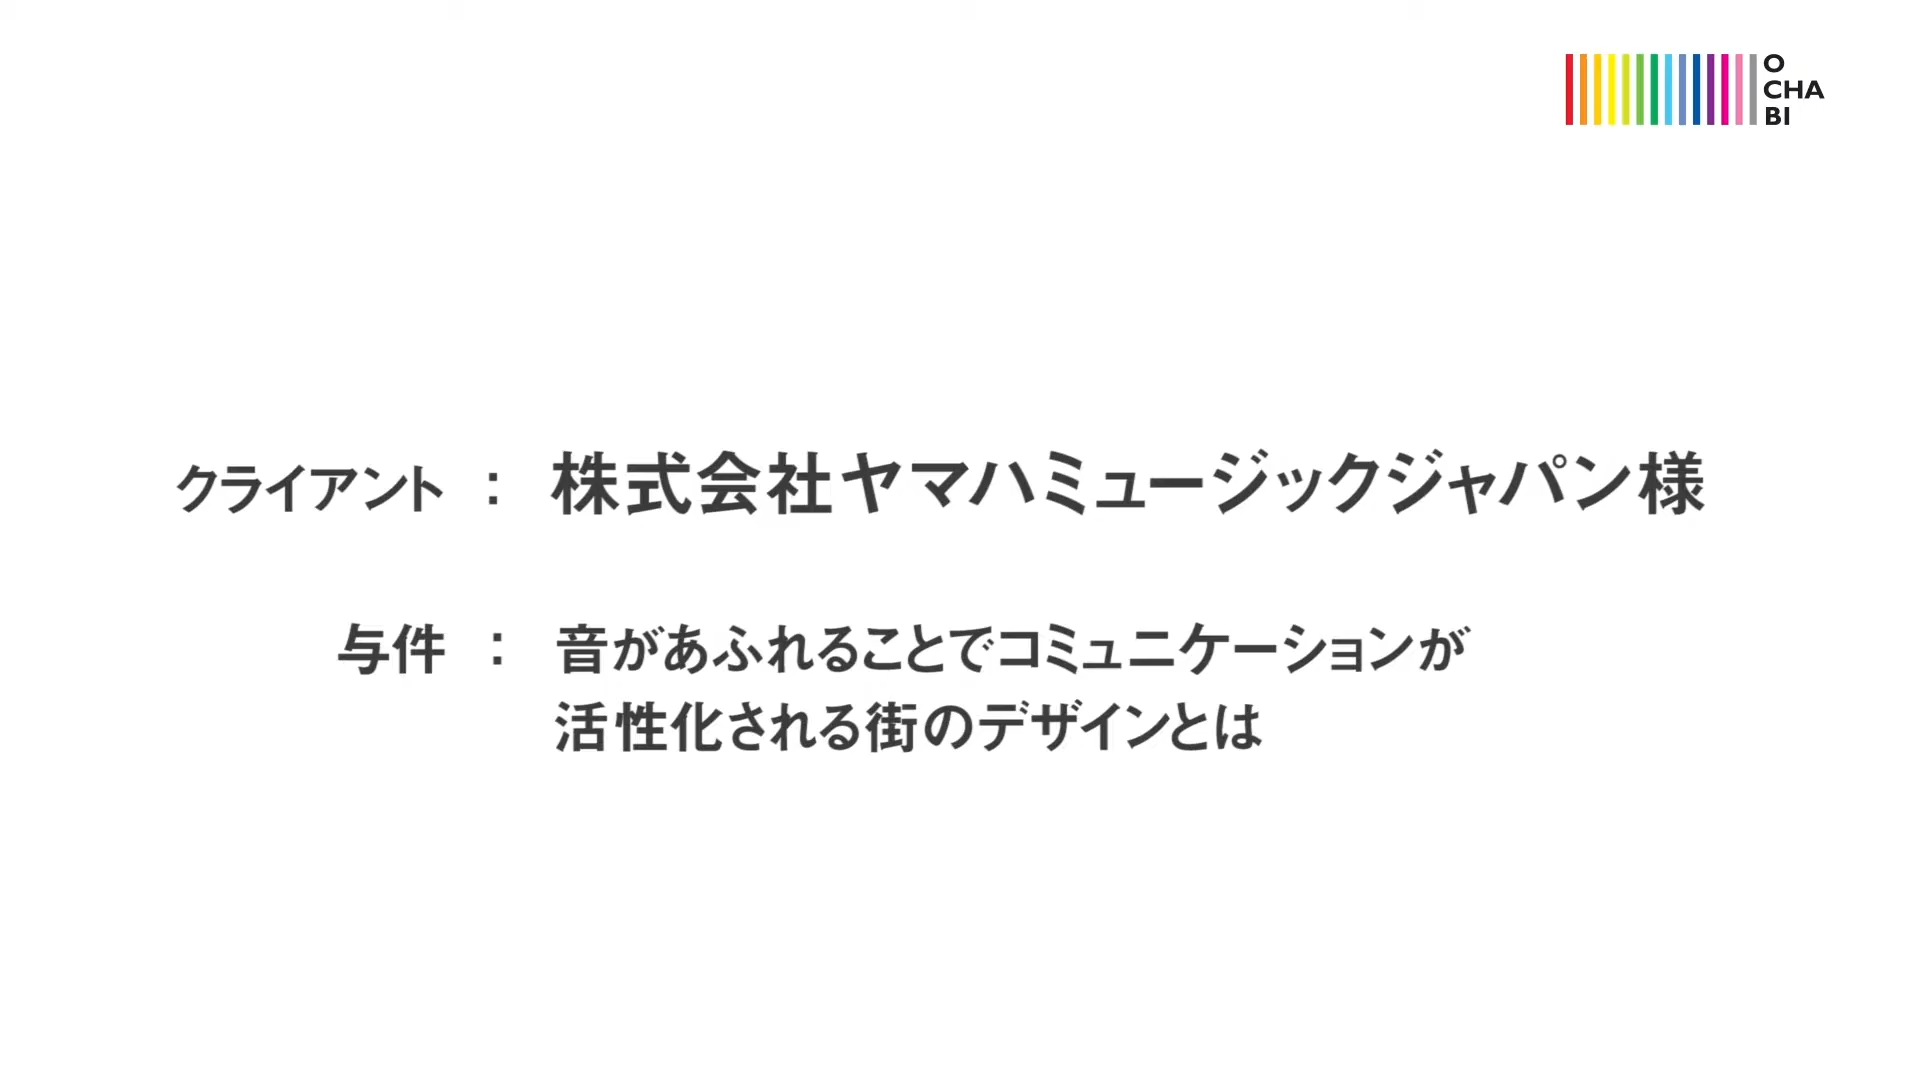 O
CHA
BI
クライアント : 株式会社ヤマハミュージックジャパン様
与件 : 音があふれることでコミュニケーションが
活性化される街のデザインとは